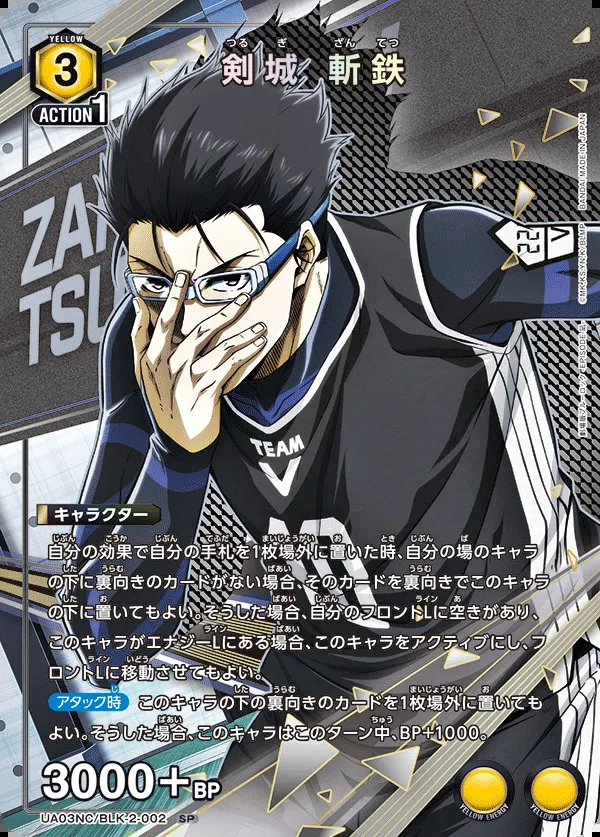 YELLOW
3
ACTION 1
つるぎ ざんてつ
剣城 斬鉄
ZAN
TSU
22 V
©MK,KS,YN,K/BLMP BANDAI MADE IN JAPAN
TEAM
V
10
キャラクター
自分の効果で自分の手札を1枚場外に置いた時、自分の場のキャラ
の下に裏向きのカードがない場合、そのカードを裏向きでこのキャラ
の下に置いてもよい。そうした場合、自分のフロントLに空きがあり、
このキャラがエナジーLにある場合、このキャラをアクティブにし、フ
ロントLに移動させてもよい。
アタック時 このキャラの下の裏向きのカードを1枚場外に置いても
よい。そうした場合、このキャラはこのターン中、BP+1000。
3000+BP
UA03NC/BLK-2-002 SP
YELLOW ENERGY
YELLOW ENERGY